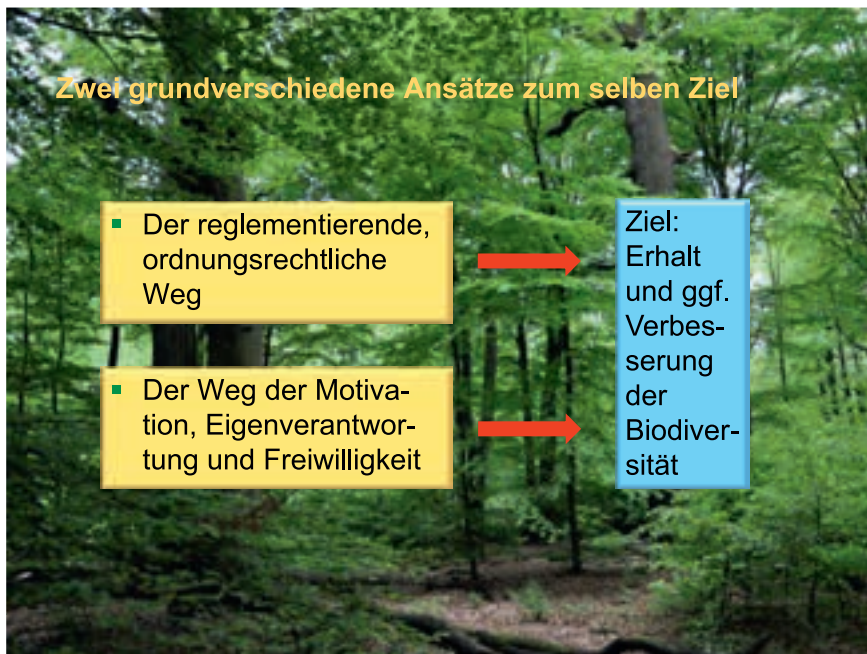 Zwei grundverschiedene Ansätze zum selben Ziel
▪ Der reglementierende,
ordnungsrechtliche
Weg
▪ Der Weg der Motiva-
tion, Eigenverantwor-
tung und Freiwilligkeit
Ziel:
Erhalt
und ggf.
Verbes-
serung
der
Biodiver-
sität